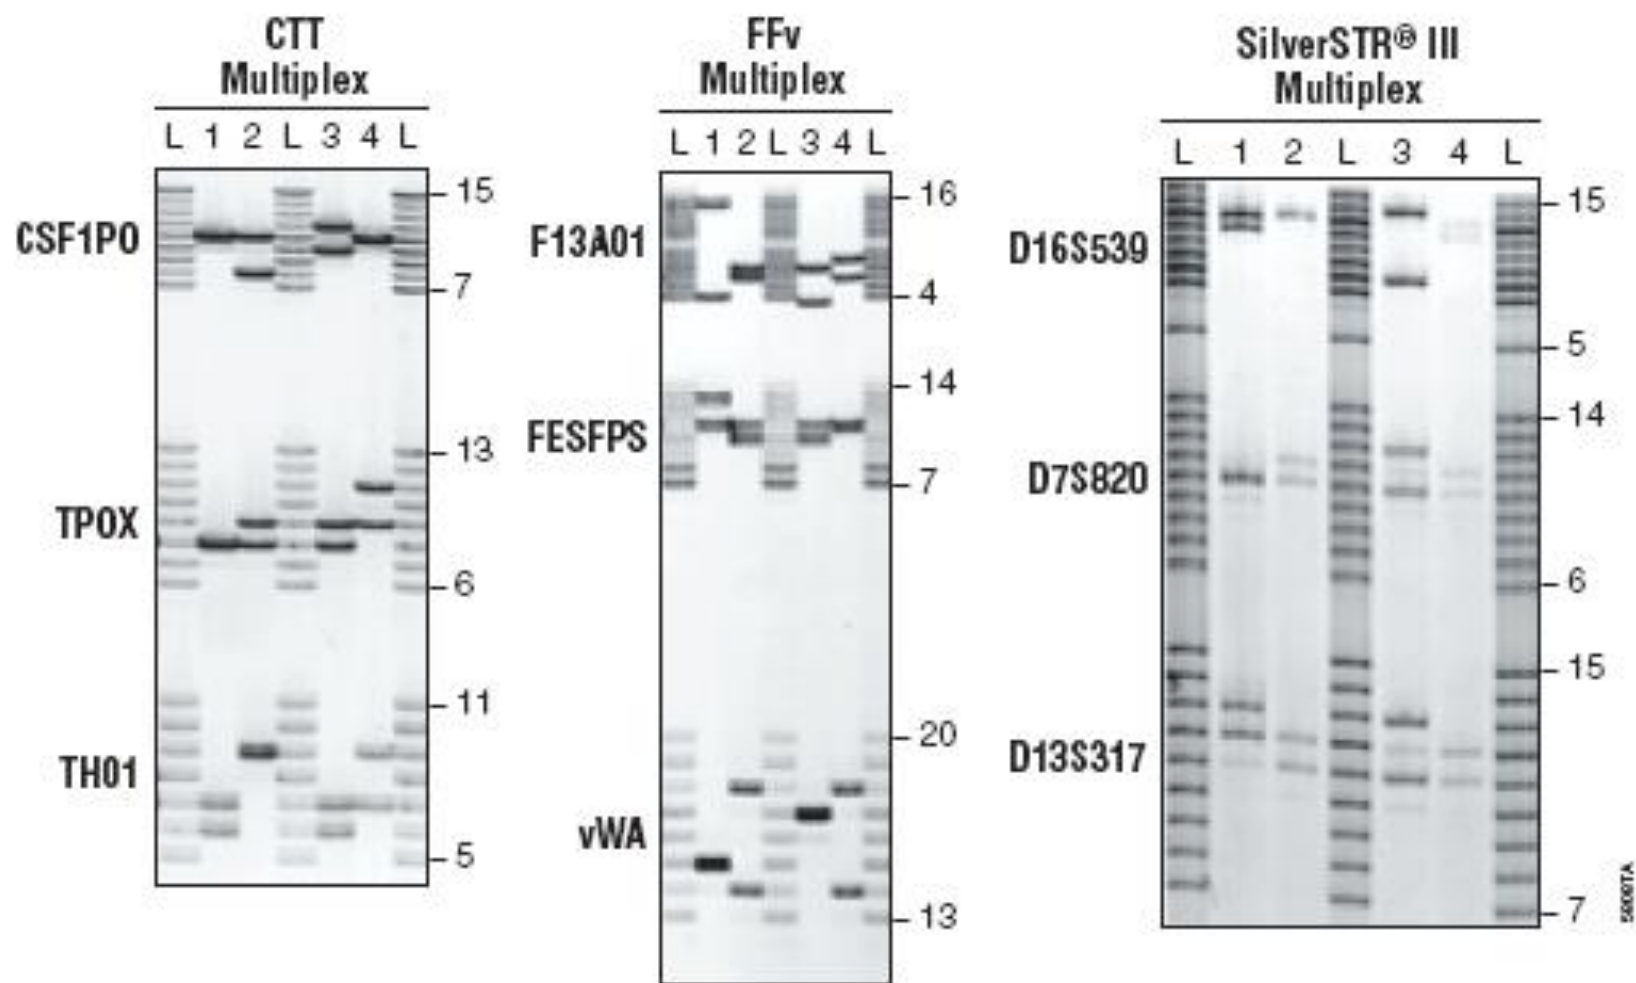 CTT
Multiplex
L 1 2 L 3 4 L
15
CSF1PO
7
13
TPOX
6
11
TH01
5
FFv
Multiplex
L 1 2 L 3 4 L
16
F13A01
4
14
FESFPS
7
20
vWA
13
SilverSTR® III
Multiplex
L 1 2 L 3 4 L
15
D16S539
5
14
D7S820
6
15
D13S317
7